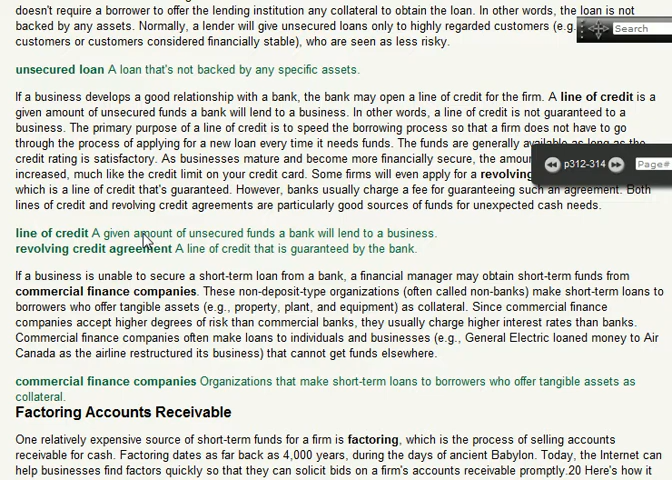 doesn't require a borrower to offer the lending institution any collateral to obtain the loan. In other words, the loan is not
backed by any assets. Normally, a lender will give unsecured loans only to highly regarded customers (e.g.
customers or customers considered financially stable), who are seen as less risky.
Search
unsecured loan A loan that's not backed by any specific assets.
If a business develops a good relationship with a bank, the bank may open a line of credit for the firm. A line of credit is a
given amount of unsecured funds a bank will lend to a business. In other words, a line of credit is not guaranteed to a
business. The primary purpose of a line of credit is to speed the borrowing process so that a firm does not have to go
through the process of applying for a new loan every time it needs funds. The funds are generally available as long as the
credit rating is satisfactory. As businesses mature and become more financially secure, the amou
increased, much like the credit limit on your credit card. Some firms will even apply for a revolving
p312-314 Page#
which is a line of credit that's guaranteed. However, banks usually charge a fee for guaranteeing such an agreement. Both
lines of credit and revolving credit agreements are particularly good sources of funds for unexpected cash needs.
line of credit A given amount of unsecured funds a bank will lend to a business.
revolving credit agreement A line of credit that is guaranteed by the bank.
If a business is unable to secure a short-term loan from a bank, a financial manager may obtain short-term funds from
commercial finance companies. These non-deposit-type organizations (often called non-banks) make short-term loans to
borrowers who offer tangible assets (e.g., property, plant, and equipment) as collateral. Since commercial finance
companies accept higher degrees of risk than commercial banks, they usually charge higher interest rates than banks.
Commercial finance companies often make loans to individuals and businesses (e.g., General Electric loaned money to Air
Canada as the airline restructured its business) that cannot get funds elsewhere.
commercial finance companies Organizations that make short-term loans to borrowers who offer tangible assets as
collateral.
Factoring Accounts Receivable
One relatively expensive source of short-term funds for a firm is factoring, which is the process of selling accounts
receivable for cash. Factoring dates as far back as 4,000 years, during the days of ancient Babylon. Today, the Internet can
help businesses find factors quickly so that they can solicit bids on a firm's accounts receivable promptly.20 Here's how it